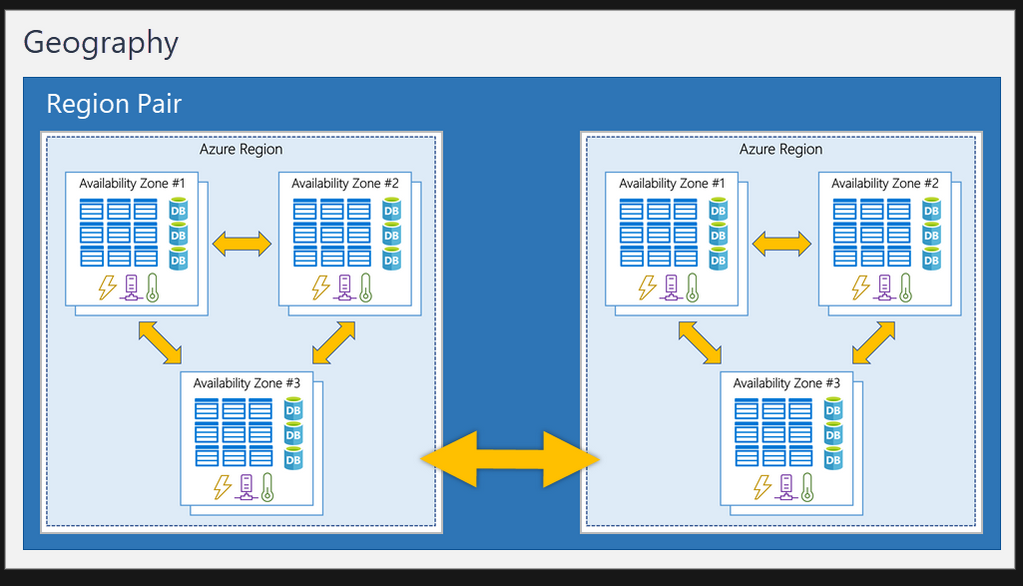 Geography
Region Pair
Azure Region
Availability Zone #1
DB
DB
DB
Availability Zone #2
DB
DB
DB
Availability Zone #3
DB
DB
DB
Azure Region
Availability Zone #1
DB
DB
DB
Availability Zone #2
DB
DB
DB
Availability Zone #3
DB
DB
DB